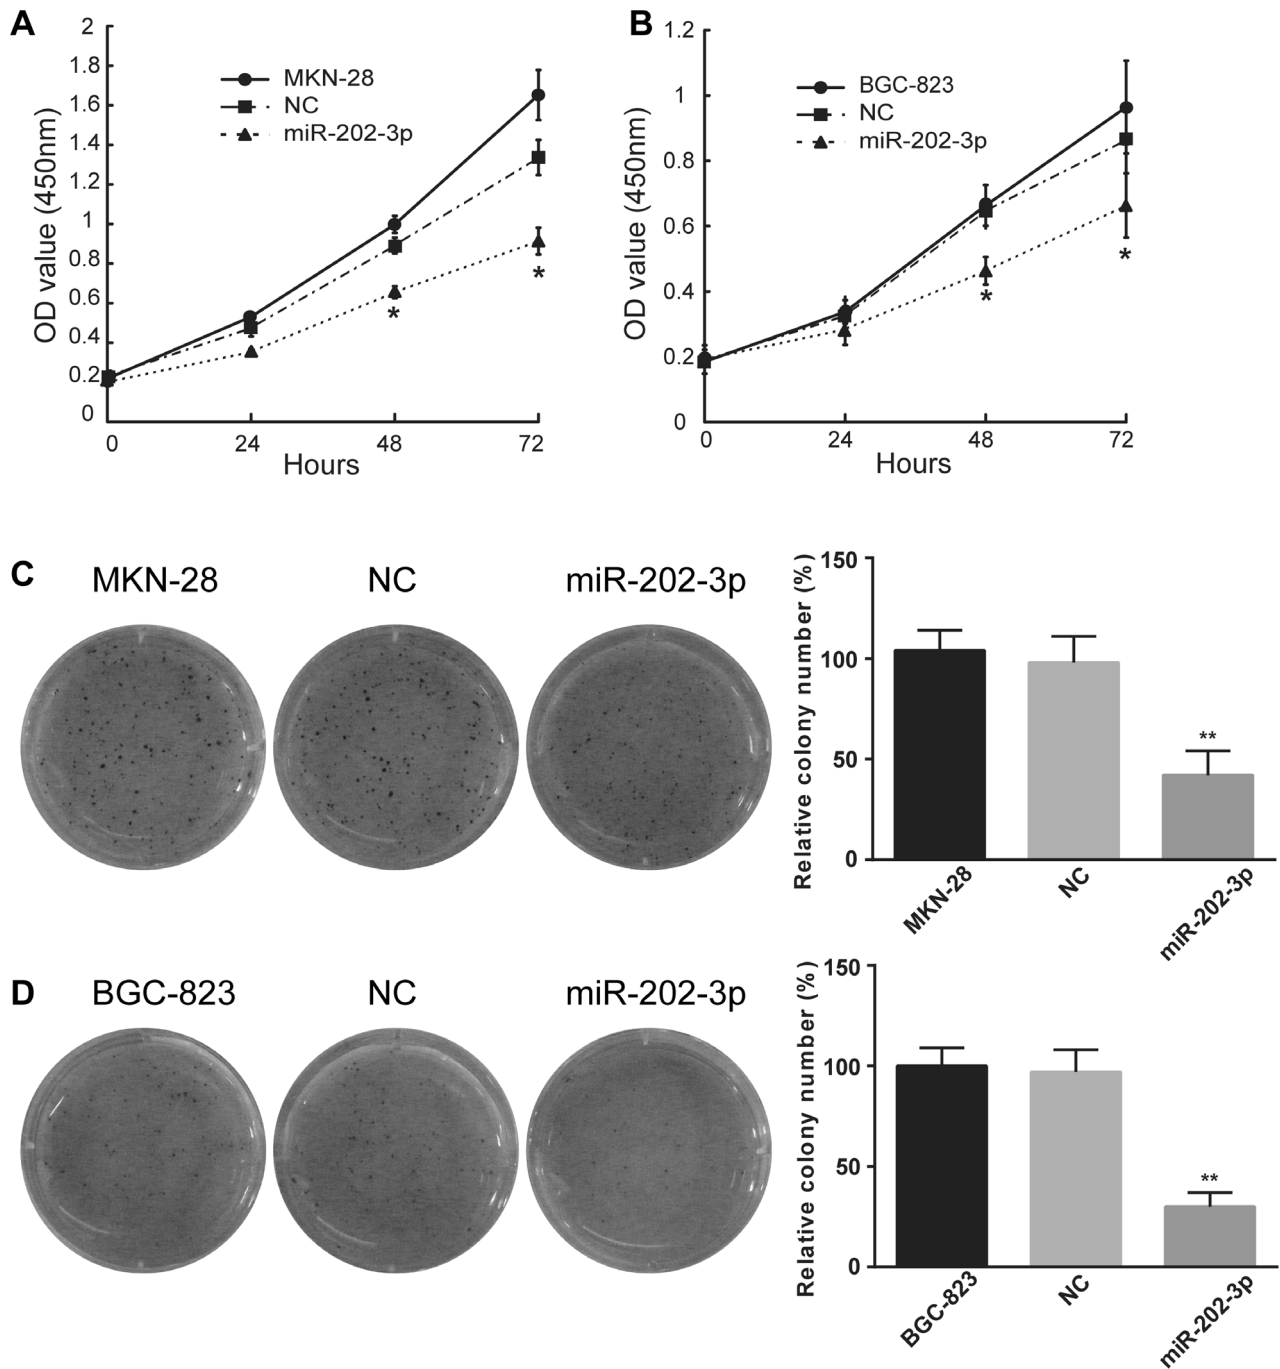 A
2
1.8
1.6
1.4
1.2
1
0.8
0.6
0.4
0.2
0
OD value (450nm)
MKN-28
NC
miR-202-3p
*
*
0 24 48 72
Hours
B
1.2
1
0.8
0.6
0.4
0.2
0
OD value (450nm)
BGC-823
NC
miR-202-3p
*
*
0 24 48 72
Hours
C
MKN-28 NC miR-202-3p
Relative colony number (%)
150
100
50
0
**
MKN-28
NC
miR-202-3p
D
BGC-823 NC miR-202-3p
Relative colony number (%)
150
100
50
0
**
BGC-823
NC
miR-202-3p